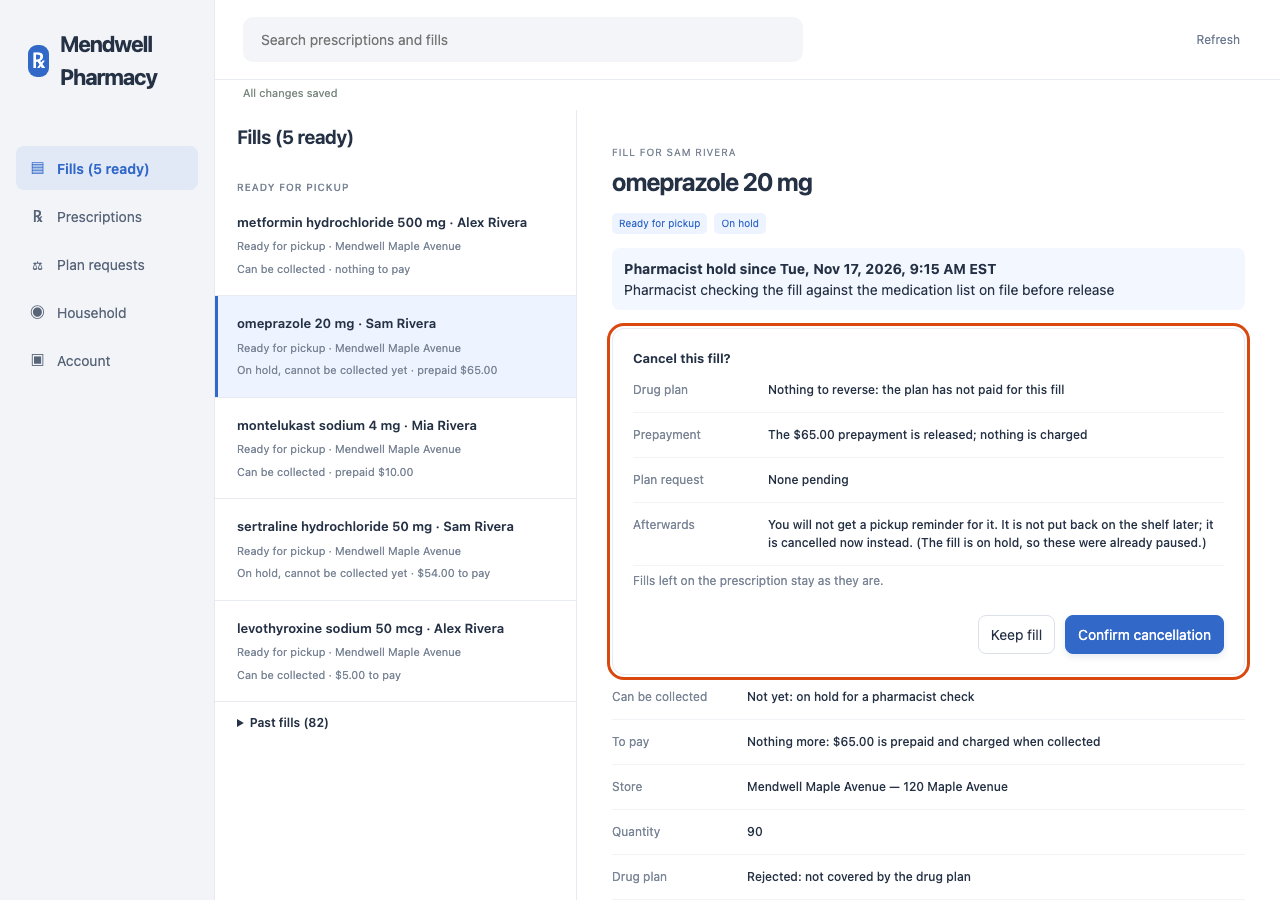 ℞
Mendwell
Pharmacy
Search prescriptions and fills
Refresh
All changes saved
Fills (5 ready)
℞ Prescriptions
Plan requests
Household
Account
Fills (5 ready)
READY FOR PICKUP
metformin hydrochloride 500 mg · Alex Rivera
Ready for pickup · Mendwell Maple Avenue
Can be collected · nothing to pay
omeprazole 20 mg · Sam Rivera
Ready for pickup · Mendwell Maple Avenue
On hold, cannot be collected yet · prepaid $65.00
montelukast sodium 4 mg · Mia Rivera
Ready for pickup · Mendwell Maple Avenue
Can be collected · prepaid $10.00
sertraline hydrochloride 50 mg · Sam Rivera
Ready for pickup · Mendwell Maple Avenue
On hold, cannot be collected yet · $54.00 to pay
levothyroxine sodium 50 mcg · Alex Rivera
Ready for pickup · Mendwell Maple Avenue
Can be collected · $5.00 to pay
Past fills (82)
FILL FOR SAM RIVERA
omeprazole 20 mg
Ready for pickup On hold
Pharmacist hold since Tue, Nov 17, 2026, 9:15 AM EST
Pharmacist checking the fill against the medication list on file before release
Cancel this fill?
Drug plan Nothing to reverse: the plan has not paid for this fill
Prepayment The $65.00 prepayment is released; nothing is charged
Plan request None pending
Afterwards You will not get a pickup reminder for it. It is not put back on the shelf later; it
is cancelled now instead. (The fill is on hold, so these were already paused.)
Fills left on the prescription stay as they are.
Keep fill Confirm cancellation
Can be collected Not yet: on hold for a pharmacist check
To pay Nothing more: $65.00 is prepaid and charged when collected
Store Mendwell Maple Avenue — 120 Maple Avenue
Quantity 90
Drug plan Rejected: not covered by the drug plan